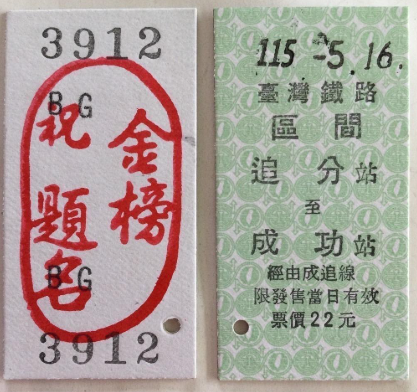 3912
B G
祝
金榜
題名
B G
3912
115 -5.16.
臺灣鐵路
區間
追分站
至
成功站
經由成追線
限發售當日有效
票價22元